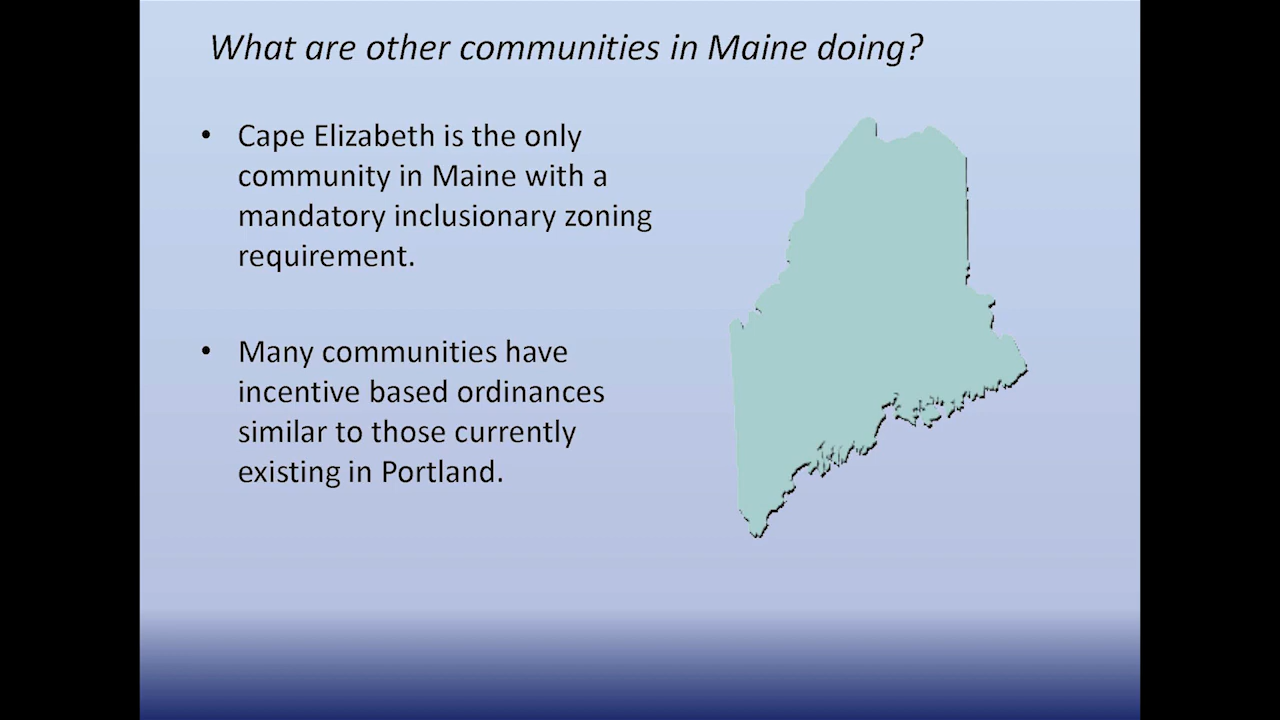 What are other communities in Maine doing?
• Cape Elizabeth is the only
community in Maine with a
mandatory inclusionary zoning
requirement.
• Many communities have
incentive based ordinances
similar to those currently
existing in Portland.